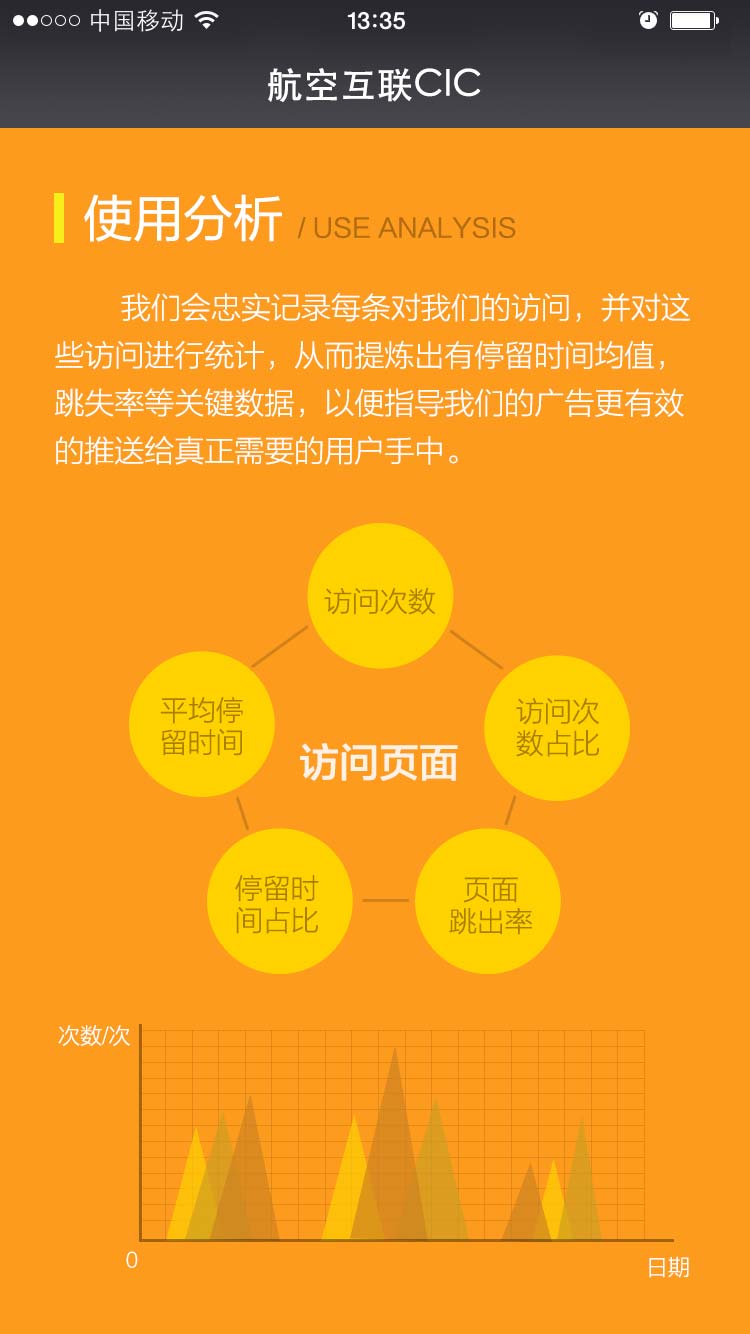 中国移动
13:35
航空互联CIC
使用分析 / USE ANALYSIS
我们会忠实记录每条对我们的访问，并对这
些访问进行统计，从而提炼出有停留时间均值，
跳失率等关键数据，以便指导我们的广告更有效
的推送给真正需要的用户手中。
访问次数
平均停
留时间
访问次
数占比
访问页面
停留时
间占比
页面
跳出率
次数/次
0
日期